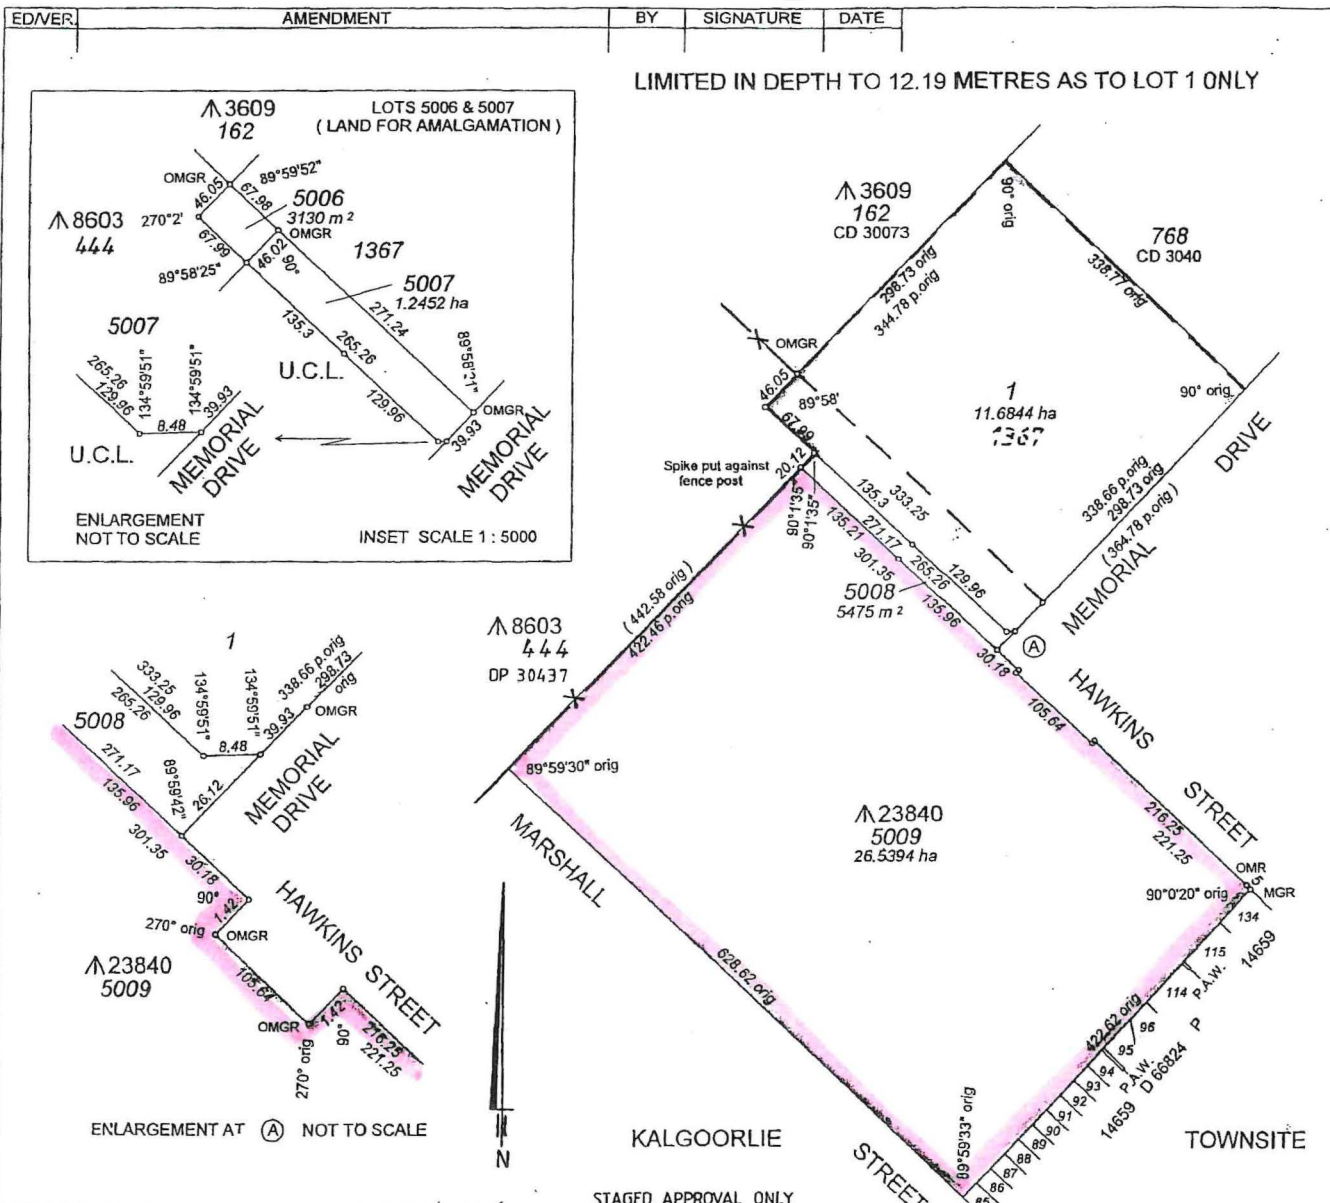 ED/VER. AMENDMENT BY SIGNATURE DATE
LIMITED IN DEPTH TO 12.19 METRES AS TO LOT 1 ONLY
LOTS 5006 & 5007
( LAND FOR AMALGAMATION )
3609
162
OMGR
89°59'52"
46.05
67.98
5006
3130 m²
OMGR
8603
444
270°2'
67.99
46.02
90°
1367
89°58'25"
5007
1.2452 ha
271.24
135.3
265.26
129.96
U.C.L.
89°58'21"
OMGR
39.93
MEMORIAL
DRIVE
5007
265.26
129.96
134°59'51"
134°59'51"
8.48
39.93
U.C.L.
MEMORIAL
DRIVE
ENLARGEMENT
NOT TO SCALE
INSET SCALE 1 : 5000
3609
162
CD 30073
90° orig
768
CD 3040
298.73 orig
344.78 p.orig
338.77 orig
OMGR
46.05
89°58'
67.99
1
11.6844 ha
1367
90° orig.
DRIVE
Spike put against
fence post
20.12
90°1'35"
90°1'35"
135.3
333.25
135.21
271.17
301.35
265.26
129.96
135.96
338.66 p.orig
298.73 orig
( 364.78 p.orig )
MEMORIAL
5008
5475 m²
( 442.58 orig )
422.46 p.orig
8603
444
DP 30437
30.18
A
HAWKINS
STREET
105.64
216.25
221.25
89°59'30" orig
23840
5009
26.5394 ha
OMR
5
MGR
90°0'20" orig
MARSHALL
STREET
628.62 orig
422.62 orig
89°59'33" orig
134
115
14659
P.A.W.
114
96
95
P
94
P.A.W.
D 66824
93
92
14659
91
90
89
88
87
86
85
1
333.25
129.96
265.26
134°59'51"
134°59'51"
338.66 p.orig
298.73
orig
39.93
OMGR
8.48
5008
271.17
135.96
301.35
89°59'42"
26.12
MEMORIAL
DRIVE
30.18
90°
1.42
270° orig
OMGR
HAWKINS STREET
23840
5009
105.64
OMGR
1.42
270° orig
90°
216.25
221.25
ENLARGEMENT AT A NOT TO SCALE
N
KALGOORLIE
TOWNSITE
STAGED APPROVAL ONLY